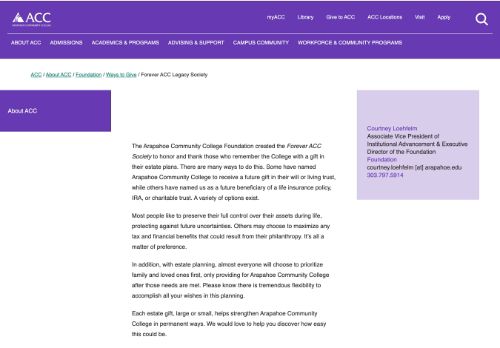 ACC
ARAPAHOE COMMUNITY COLLEGE
myACC Library Give to ACC ACC Locations Visit Apply
ABOUT ACC ADMISSIONS ACADEMICS & PROGRAMS ADVISING & SUPPORT CAMPUS COMMUNITY WORKFORCE & COMMUNITY PROGRAMS
ACC / About ACC / Foundation / Ways to Give / Forever ACC Legacy Society
About ACC
The Arapahoe Community College Foundation created the Forever ACC
Society to honor and thank those who remember the College with a gift in
their estate plans. There are many ways to do this. Some have named
Arapahoe Community College to receive a future gift in their will or living trust,
while others have named us as a future beneficiary of a life insurance policy,
IRA, or charitable trust. A variety of options exist.
Most people like to preserve their full control over their assets during life,
protecting against future uncertainties. Others may choose to maximize any
tax and financial benefits that could result from their philanthropy. It's all a
matter of preference.
In addition, with estate planning, almost everyone will choose to prioritize
family and loved ones first, only providing for Arapahoe Community College
after those needs are met. Please know there is tremendous flexibility to
accomplish all your wishes in this planning.
Each estate gift, large or small, helps strengthen Arapahoe Community
College in permanent ways. We would love to help you discover how easy
this could be.
Courtney Loehfelm
Associate Vice President of
Institutional Advancement & Executive
Director of the Foundation
Foundation
courtney.loehfelm [at] arapahoe.edu
303.797.5914